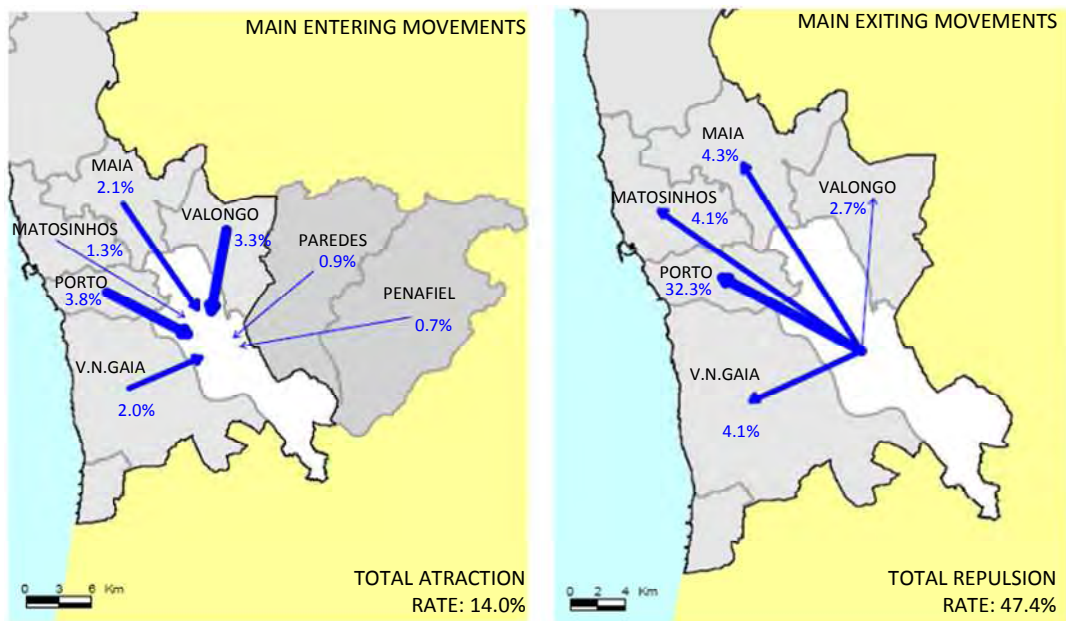 MAIN ENTERING MOVEMENTS
MAIA
2.1%
MATOSINHOS
1.3%
VALONGO
3.3%
PAREDES
0.9%
PORTO
3.8%
PENAFIEL
0.7%
V.N.GAIA
2.0%
0 3 6 Km
TOTAL ATRACTION
RATE: 14.0%
MAIN EXITING MOVEMENTS
MAIA
4.3%
MATOSINHOS
4.1%
VALONGO
2.7%
PORTO
32.3%
V.N.GAIA
4.1%
0 2 4 Km
TOTAL REPULSION
RATE: 47.4%